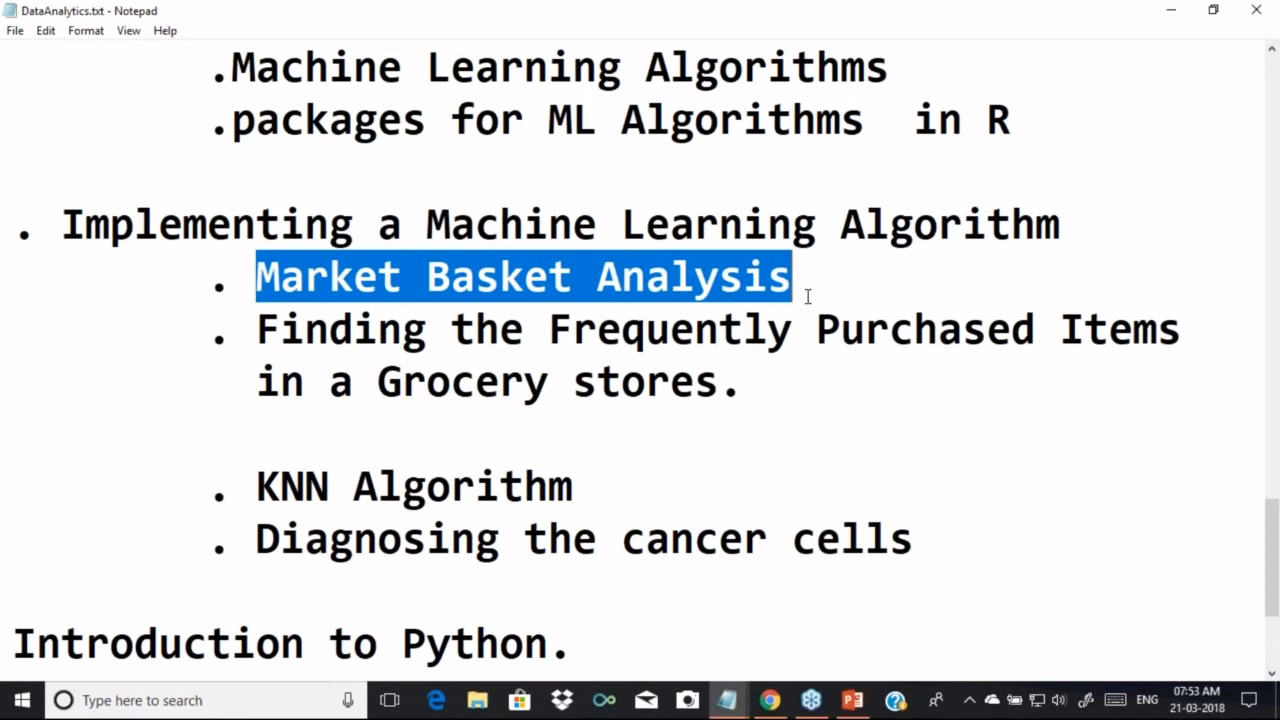 DataAnalytics.txt - Notepad
File Edit Format View Help
.Machine Learning Algorithms
.packages for ML Algorithms in R
. Implementing a Machine Learning Algorithm
. Market Basket Analysis
. Finding the Frequently Purchased Items
in a Grocery stores.
. KNN Algorithm
. Diagnosing the cancer cells
Introduction to Python.
Type here to search
ENG
07:53 AM
21-03-2018